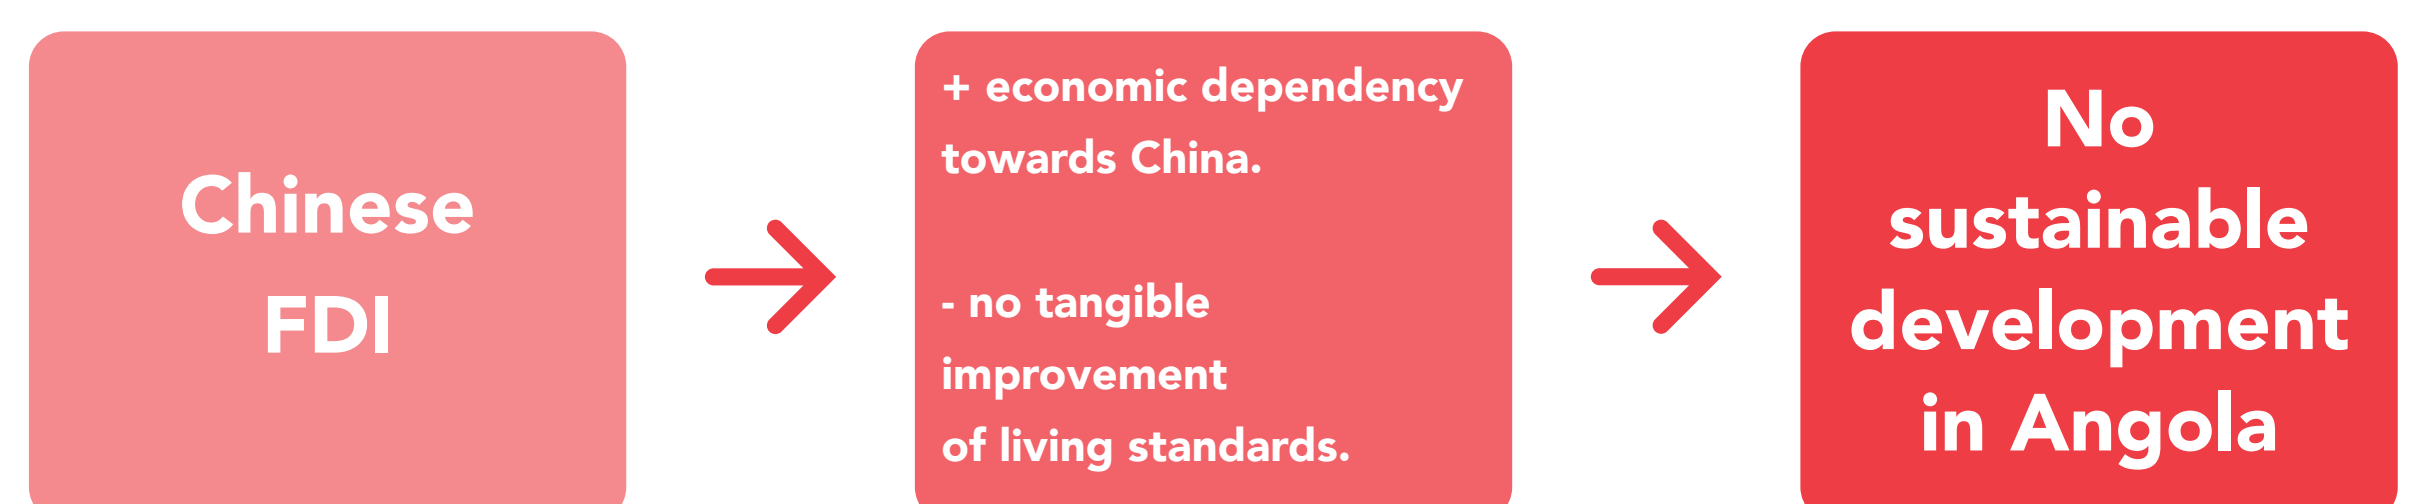 Chinese
FDI
+ economic dependency
towards China.
- no tangible
improvement
of living standards.
No
sustainable
development
in Angola